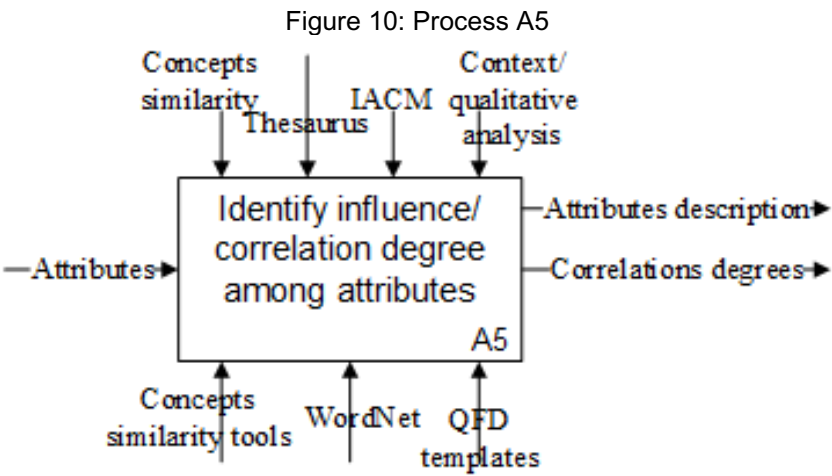 Figure 10: Process A5
Concepts
similarity
Thesaurus
IACM
Context/
qualitative
analysis
Identify influence/
correlation degree
among attributes
A5
Attributes
Attributes description
Correlations degrees
Concepts
similarity tools
WordNet
QFD
templates